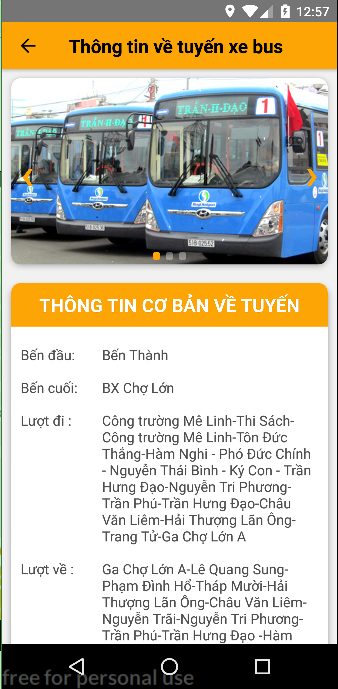 12:57
Thông tin về tuyến xe bus
TRẦN-H-ĐẠO
1
TRẦN-H-ĐẠO
1
TRẦN-H-ĐẠO
THÔNG TIN CƠ BẢN VỀ TUYẾN
Bến đầu: Bến Thành
Bến cuối: BX Chợ Lớn
Lượt đi : Công trường Mê Linh-Thi Sách-
Công trường Mê Linh-Tôn Đức
Thắng-Hàm Nghi - Phó Đức Chính
- Nguyễn Thái Bình - Ký Con - Trần
Hưng Đạo-Nguyễn Tri Phương-
Trần Phú-Trần Hưng Đạo-Châu
Văn Liêm-Hải Thượng Lãn Ông-
Trang Tử-Ga Chợ Lớn A
Lượt về : Ga Chợ Lớn A-Lê Quang Sung-
Phạm Đình Hổ-Tháp Mười-Hải
Thượng Lãn Ông-Châu Văn Liêm-
Nguyễn Trãi-Nguyễn Tri Phương-
Trần Phú-Trần Hưng Đạo -Hàm
free for personal use